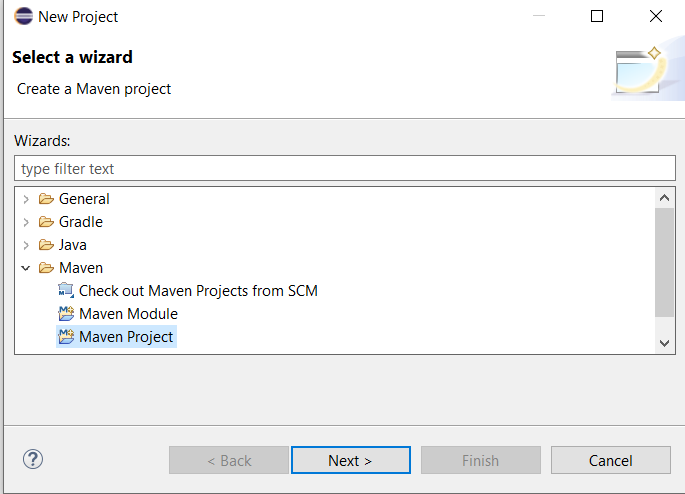 New Project
Select a wizard
Create a Maven project
Wizards:
type filter text
General
Gradle
Java
Maven
Check out Maven Projects from SCM
Maven Module
Maven Project
? < Back Next > Finish Cancel